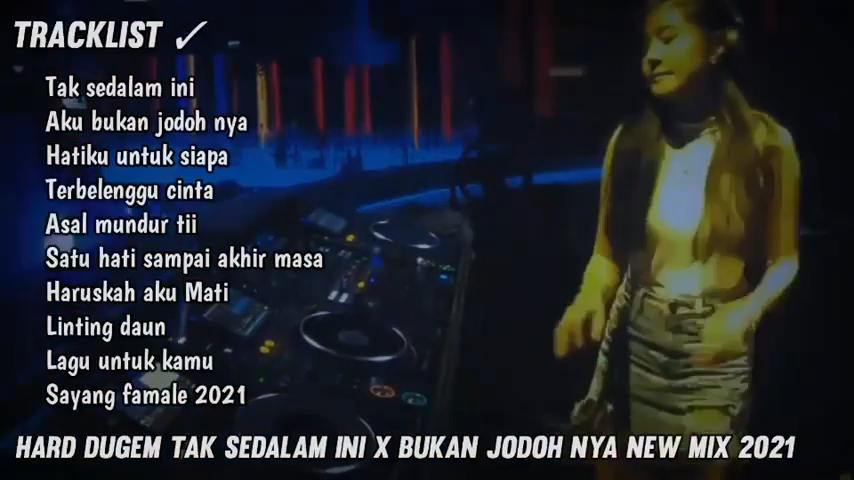 TRACKLIST ✓
Tak sedalam ini
Aku bukan jodoh nya
Hatiku untuk siapa
Terbelenggu cinta
Asal mundur tii
Satu hati sampai akhir masa
Haruskah aku Mati
Linting daun
Lagu untuk kamu
Sayang famale 2021
HARD DUGEM TAK SEDALAM INI X BUKAN JODOH NYA NEW MIX 2021